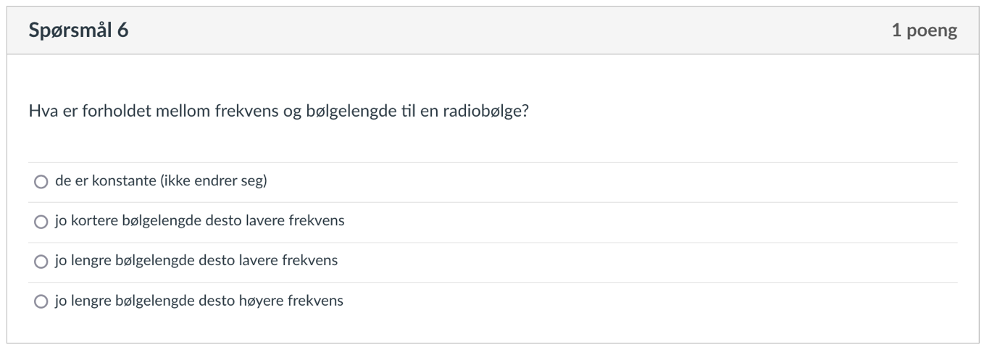 Spørsmål 6
1 poeng
Hva er forholdet mellom frekvens og bølgelengde til en radiobølge?
de er konstante (ikke endrer seg)
jo kortere bølgelengde desto lavere frekvens
jo lengre bølgelengde desto lavere frekvens
jo lengre bølgelengde desto høyere frekvens